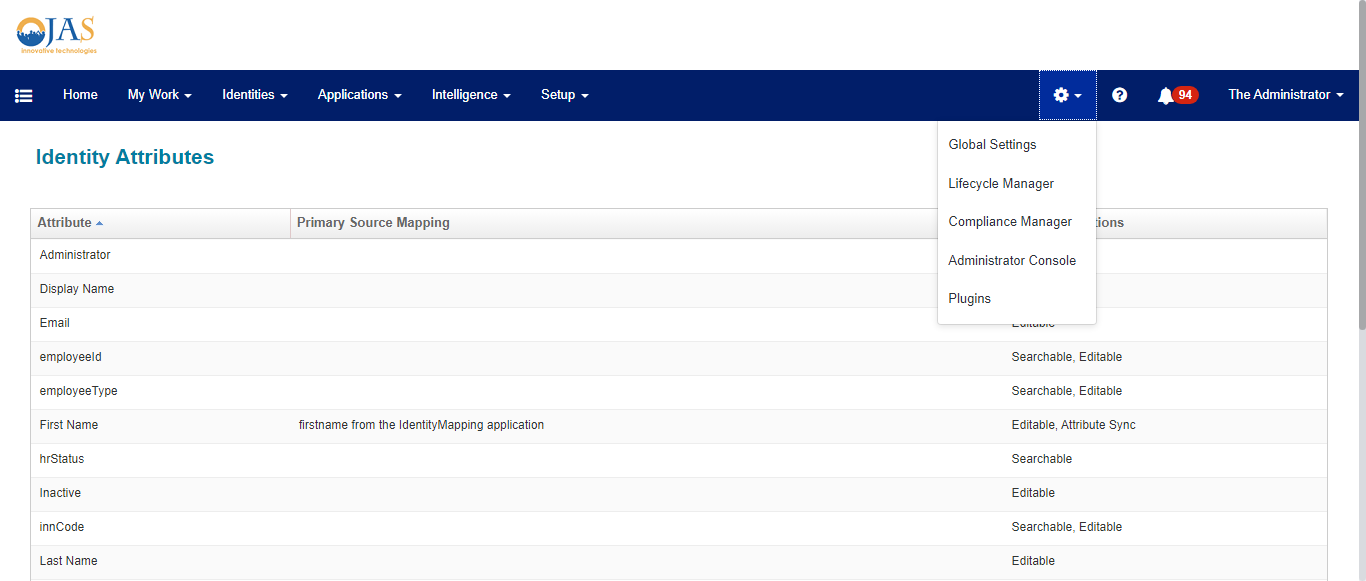 OJAS
innovative technologies
Home My Work Identities Applications Intelligence Setup 94 The Administrator
Global Settings
Lifecycle Manager
Compliance Manager
Administrator Console
Plugins
Identity Attributes
Attribute Primary Source Mapping tions
Administrator
Display Name
Email Editable
employeeId Searchable, Editable
employeeType Searchable, Editable
First Name firstname from the IdentityMapping application Editable, Attribute Sync
hrStatus Searchable
Inactive Editable
innCode Searchable, Editable
Last Name Editable